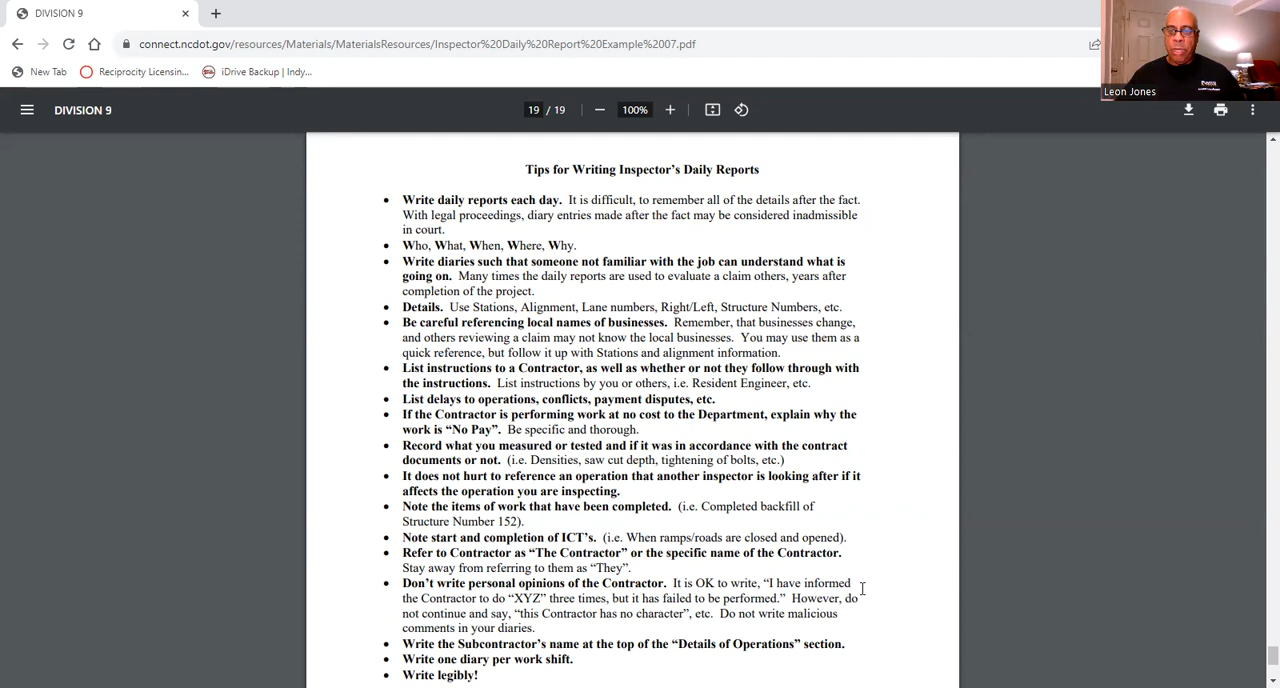 DIVISION 9
connect.ncdot.gov/resources/Materials/MaterialsResources/Inspector%20Daily%20Report%20Example%2007.pdf
New Tab
Reciprocity Licensin...
iDrive Backup | Indy...
Leon Jones
DIVISION 9
19 / 19
100%
Tips for Writing Inspector's Daily Reports
• Write daily reports each day. It is difficult, to remember all of the details after the fact.
With legal proceedings, diary entries made after the fact may be considered inadmissible
in court.
• Who, What, When, Where, Why.
• Write diaries such that someone not familiar with the job can understand what is
going on. Many times the daily reports are used to evaluate a claim others, years after
completion of the project.
• Details. Use Stations, Alignment, Lane numbers, Right/Left, Structure Numbers, etc.
• Be careful referencing local names of businesses. Remember, that businesses change,
and others reviewing a claim may not know the local businesses. You may use them as a
quick reference, but follow it up with Stations and alignment information.
• List instructions to a Contractor, as well as whether or not they follow through with
the instructions. List instructions by you or others, i.e. Resident Engineer, etc.
• List delays to operations, conflicts, payment disputes, etc.
• If the Contractor is performing work at no cost to the Department, explain why the
work is "No Pay". Be specific and thorough.
• Record what you measured or tested and if it was in accordance with the contract
documents or not. (i.e. Densities, saw cut depth, tightening of bolts, etc.)
• It does not hurt to reference an operation that another inspector is looking after if it
affects the operation you are inspecting.
• Note the items of work that have been completed. (i.e. Completed backfill of
Structure Number 152).
• Note start and completion of ICT's. (i.e. When ramps/roads are closed and opened).
• Refer to Contractor as "The Contractor" or the specific name of the Contractor.
Stay away from referring to them as "They".
• Don't write personal opinions of the Contractor. It is OK to write, "I have informed
the Contractor to do "XYZ" three times, but it has failed to be performed." However, do
not continue and say, "this Contractor has no character", etc. Do not write malicious
comments in your diaries.
• Write the Subcontractor's name at the top of the "Details of Operations" section.
• Write one diary per work shift.
• Write legibly!